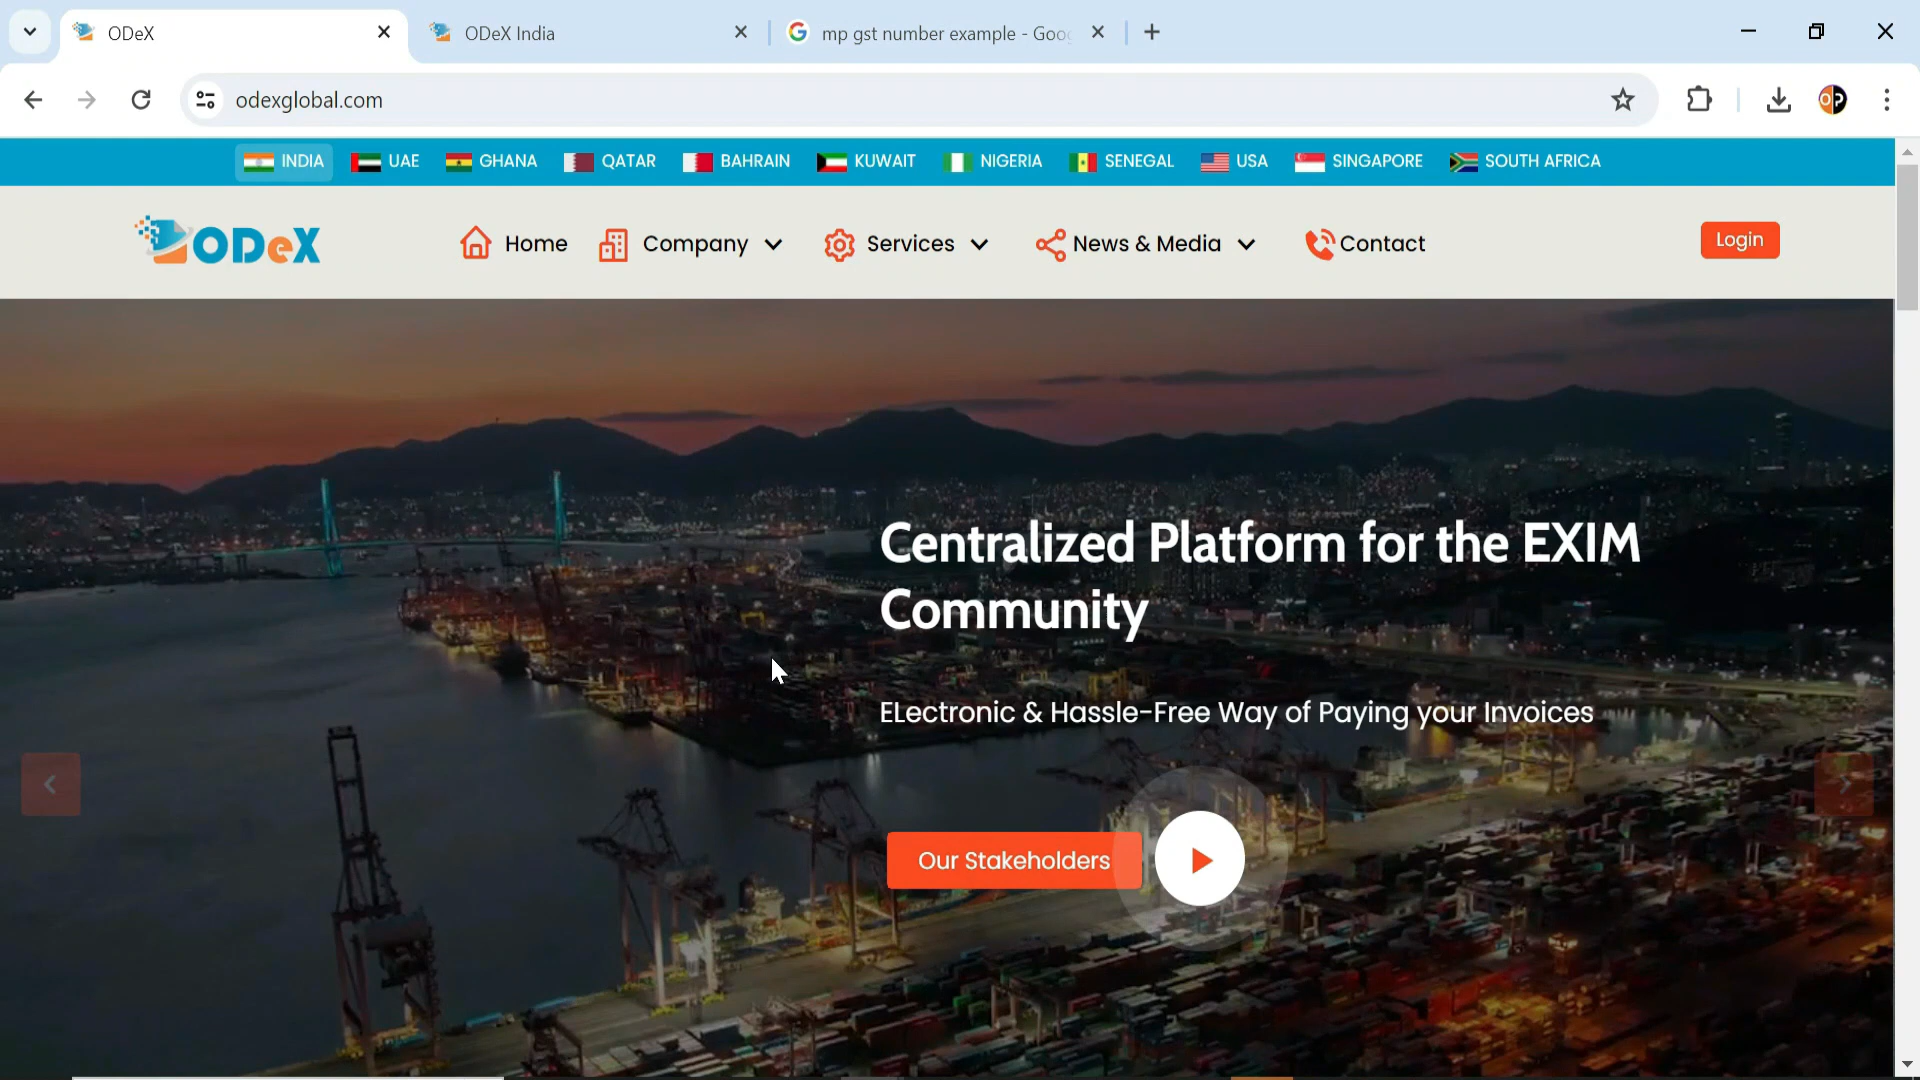 ODeX
ODeX India
mp gst number example - Goo
odexglobal.com
INDIA UAE GHANA QATAR BAHRAIN KUWAIT NIGERIA SENEGAL USA SINGAPORE SOUTH AFRICA
ODeX Home Company Services News & Media Contact Login
Centralized Platform for the EXIM
Community
ELectronic & Hassle-Free Way of Paying your Invoices
Our Stakeholders